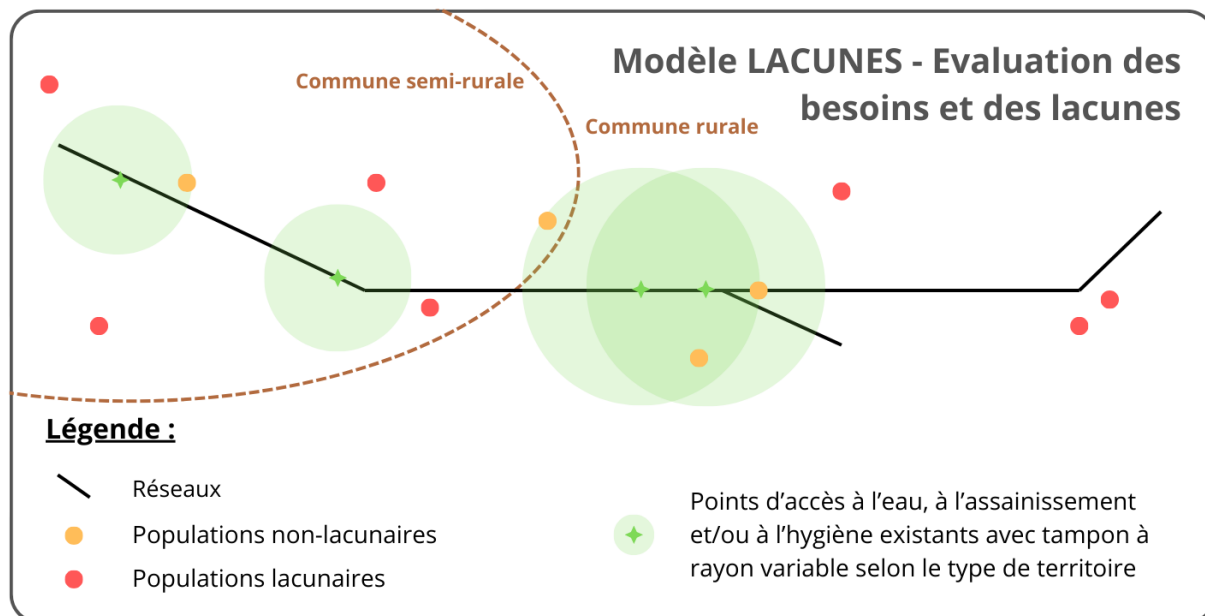 Modèle LACUNES - Evaluation des
besoins et des lacunes
Commune semi-rurale
Commune rurale
Légende :
Réseaux
Populations non-lacunaires
Populations lacunaires
Points d’accès à l’eau, à l’assainissement
et/ou à l’hygiène existants avec tampon à
rayon variable selon le type de territoire